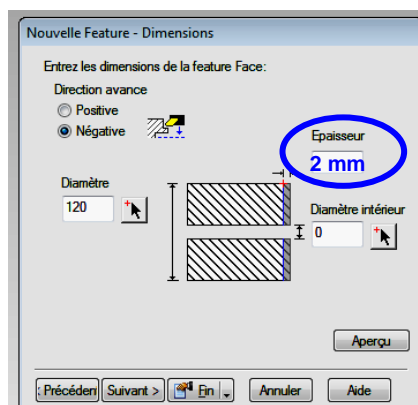 Nouvelle Feature - Dimensions
Entrez les dimensions de la feature Face:
Direction avance
Positive
Négative
Epaisseur
2 mm
Diamètre
120
Diamètre intérieur
0
Aperçu
< Précéden Suivant > Fin Annuler Aide